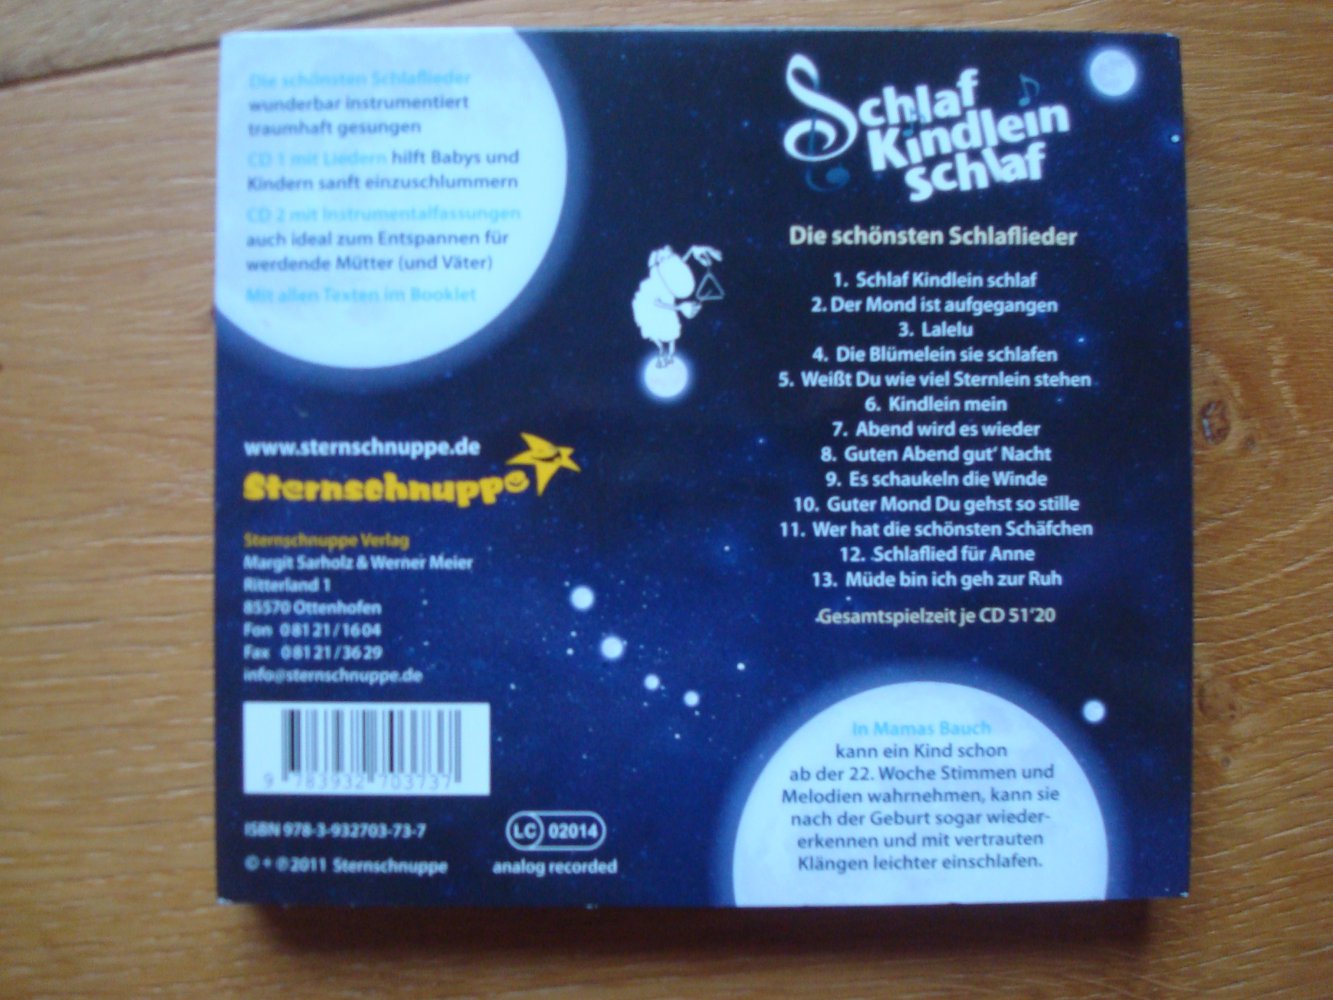 Die schönsten Schlaflieder
wunderbar instrumentiert
traumhaft gesungen
CD 1 mit Liedern hilft Babys und
Kindern sanft einzuschlummern
CD 2 mit Instrumentalfassungen
auch ideal zum Entspannen für
werdende Mütter (und Väter)
Mit allen Texten im Booklet
www.sternschnuppe.de
Sternschnuppe
Sternschnuppe Verlag
Margit Sarholz & Werner Meier
Ritterland 1
85570 Ottenhofen
Fon 08121/1604
Fax 08121/3629
info@sternschnuppe.de
9 783932 703737
ISBN 978-3-932703-73-7
© + ℗ 2011 Sternschnuppe
LC 02014
analog recorded
Schlaf
Kindlein
schlaf
Die schönsten Schlaflieder
1. Schlaf Kindlein schlaf
2. Der Mond ist aufgegangen
3. Lalelu
4. Die Blümelein sie schlafen
5. Weißt Du wie viel Sternlein stehen
6. Kindlein mein
7. Abend wird es wieder
8. Guten Abend gut' Nacht
9. Es schaukeln die Winde
10. Guter Mond Du gehst so stille
11. Wer hat die schönsten Schäfchen
12. Schlaflied für Anne
13. Müde bin ich geh zur Ruh
Gesamtspielzeit je CD 51'20
In Mamas Bauch
kann ein Kind schon
ab der 22. Woche Stimmen und
Melodien wahrnehmen, kann sie
nach der Geburt sogar wieder-
erkennen und mit vertrauten
Klängen leichter einschlafen.